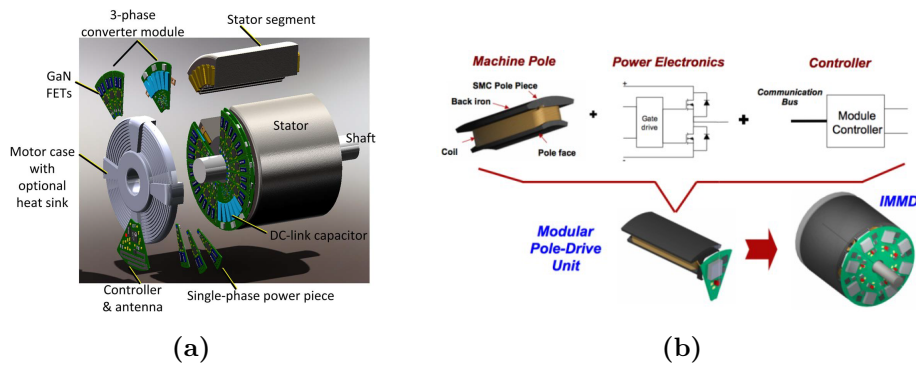 3-phase
converter module
Stator segment
GaN
FETs
Stator
Shaft
Motor case
with
optional
heat sink
DC-link capacitor
Controller
& antenna
Single-phase power piece
(a)
Machine Pole
Power Electronics
Controller
SMC Pole Piece
Back iron
Coil
Pole face
+
+
Gate
drive
-
+
Communication
Bus
Module
Controller
Modular
Pole-Drive
Unit
IMMD
(b)